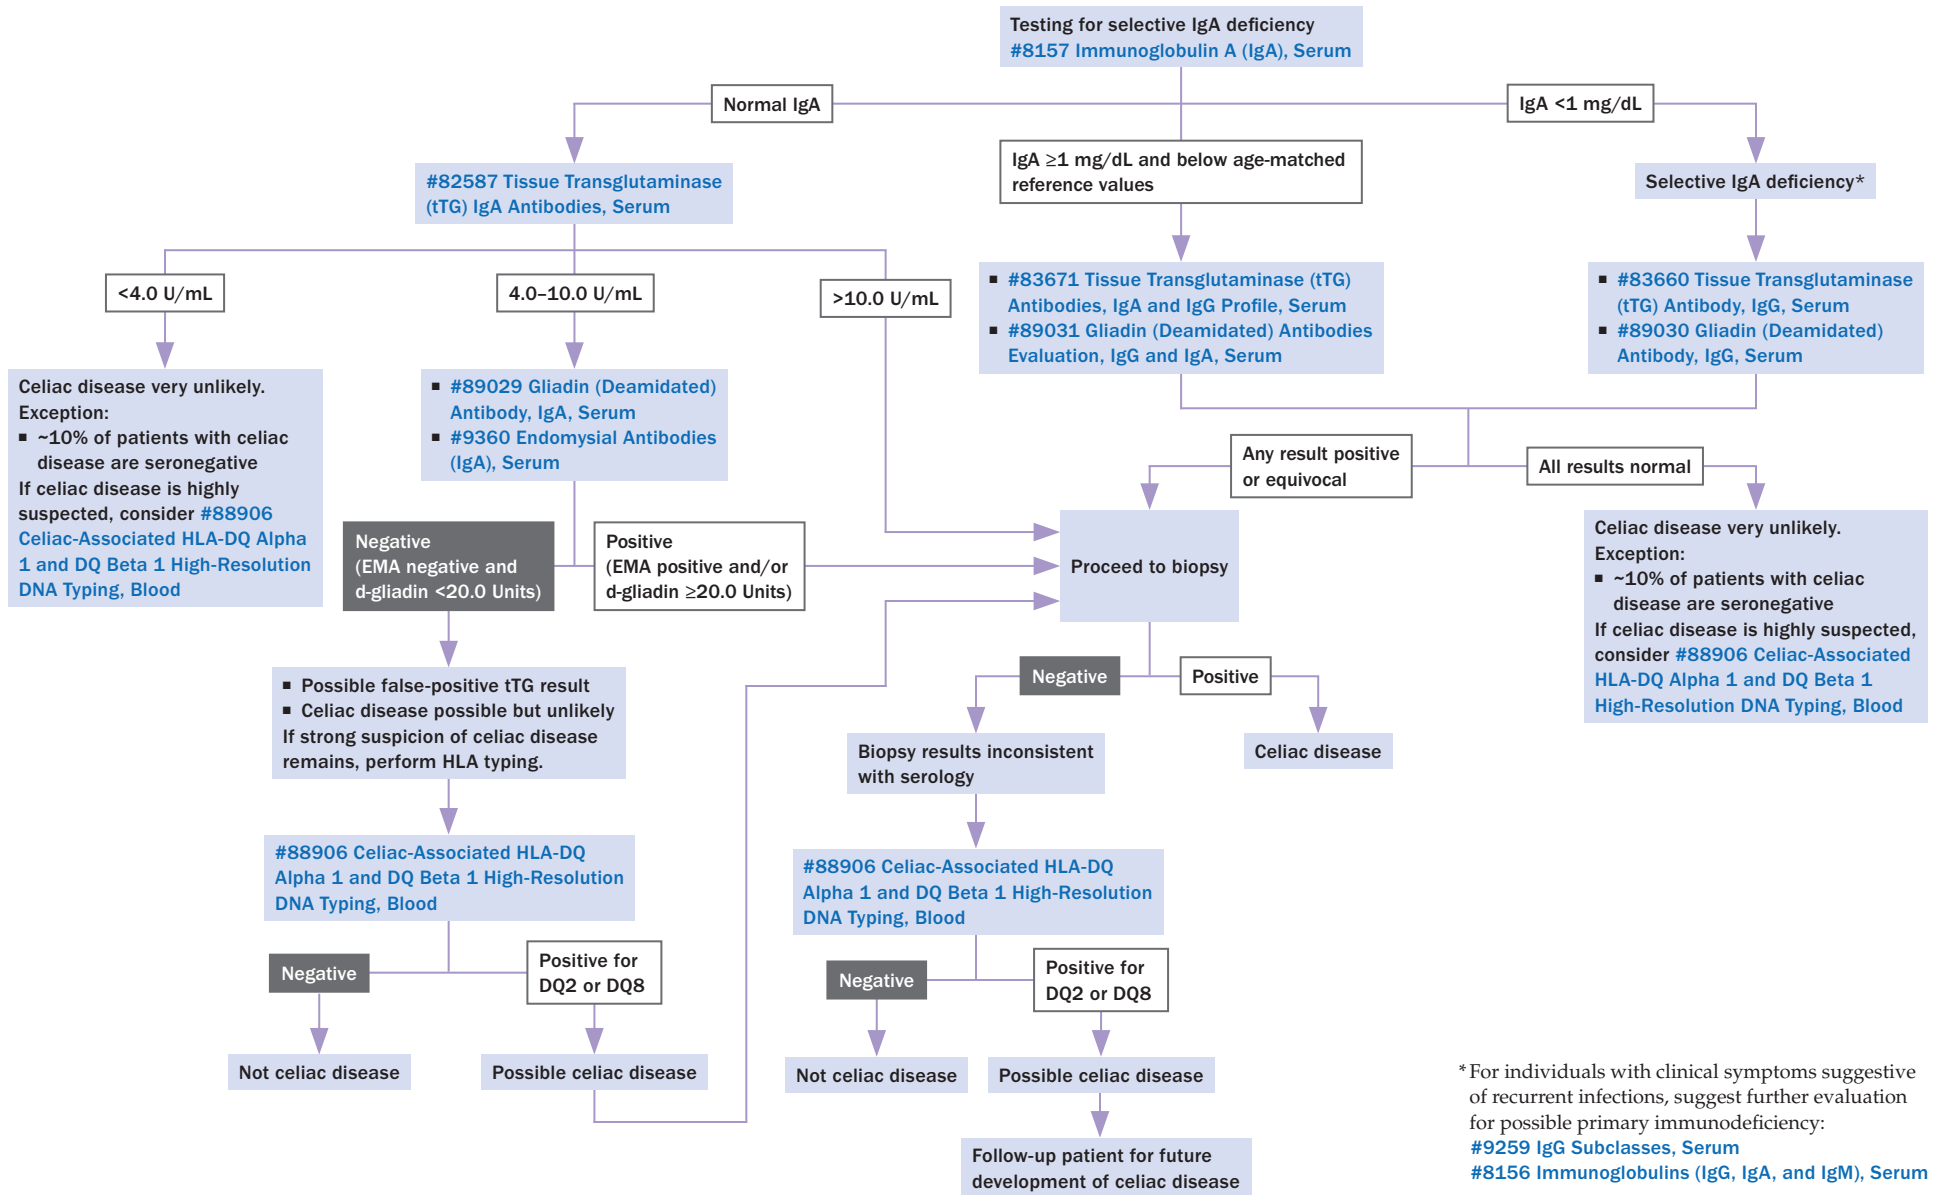 Testing for selective IgA deficiency
#8157 Immunoglobulin A (IgA), Serum
Normal IgA
IgA <1 mg/dL
IgA ≥1 mg/dL and below age-matched
reference values
#82587 Tissue Transglutaminase
(tTG) IgA Antibodies, Serum
Selective IgA deficiency*
<4.0 U/mL
4.0–10.0 U/mL
>10.0 U/mL
▪ #83671 Tissue Transglutaminase (tTG)
Antibodies, IgA and IgG Profile, Serum
▪ #89031 Gliadin (Deamidated) Antibodies
Evaluation, IgG and IgA, Serum
▪ #83660 Tissue Transglutaminase
(tTG) Antibody, IgG, Serum
▪ #89030 Gliadin (Deamidated)
Antibody, IgG, Serum
Celiac disease very unlikely.
Exception:
▪ ~10% of patients with celiac
disease are seronegative
If celiac disease is highly
suspected, consider #88906
Celiac-Associated HLA-DQ Alpha
1 and DQ Beta 1 High-Resolution
DNA Typing, Blood
▪ #89029 Gliadin (Deamidated)
Antibody, IgA, Serum
▪ #9360 Endomysial Antibodies
(IgA), Serum
Any result positive
or equivocal
All results normal
Negative
(EMA negative and
d-gliadin <20.0 Units)
Positive
(EMA positive and/or
d-gliadin ≥20.0 Units)
Proceed to biopsy
Celiac disease very unlikely.
Exception:
▪ ~10% of patients with celiac
disease are seronegative
If celiac disease is highly suspected,
consider #88906 Celiac-Associated
HLA-DQ Alpha 1 and DQ Beta 1
High-Resolution DNA Typing, Blood
▪ Possible false-positive tTG result
▪ Celiac disease possible but unlikely
If strong suspicion of celiac disease
remains, perform HLA typing.
Negative
Positive
Biopsy results inconsistent
with serology
Celiac disease
#88906 Celiac-Associated HLA-DQ
Alpha 1 and DQ Beta 1 High-Resolution
DNA Typing, Blood
#88906 Celiac-Associated HLA-DQ
Alpha 1 and DQ Beta 1 High-Resolution
DNA Typing, Blood
Negative
Positive for
DQ2 or DQ8
Negative
Positive for
DQ2 or DQ8
Not celiac disease
Possible celiac disease
Not celiac disease
Possible celiac disease
Follow-up patient for future
development of celiac disease
*For individuals with clinical symptoms suggestive
of recurrent infections, suggest further evaluation
for possible primary immunodeficiency:
#9259 IgG Subclasses, Serum
#8156 Immunoglobulins (IgG, IgA, and IgM), Serum